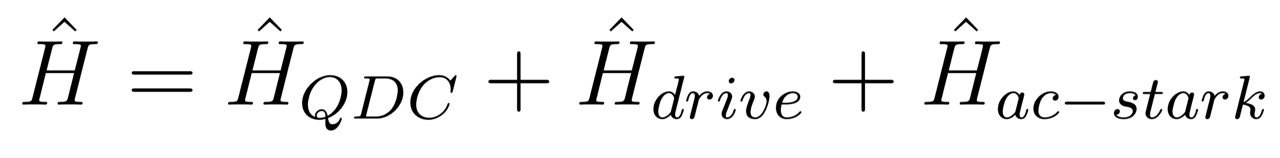 Ĥ = Ĥ_{QDC} + Ĥ_{drive} + Ĥ_{ac−stark}